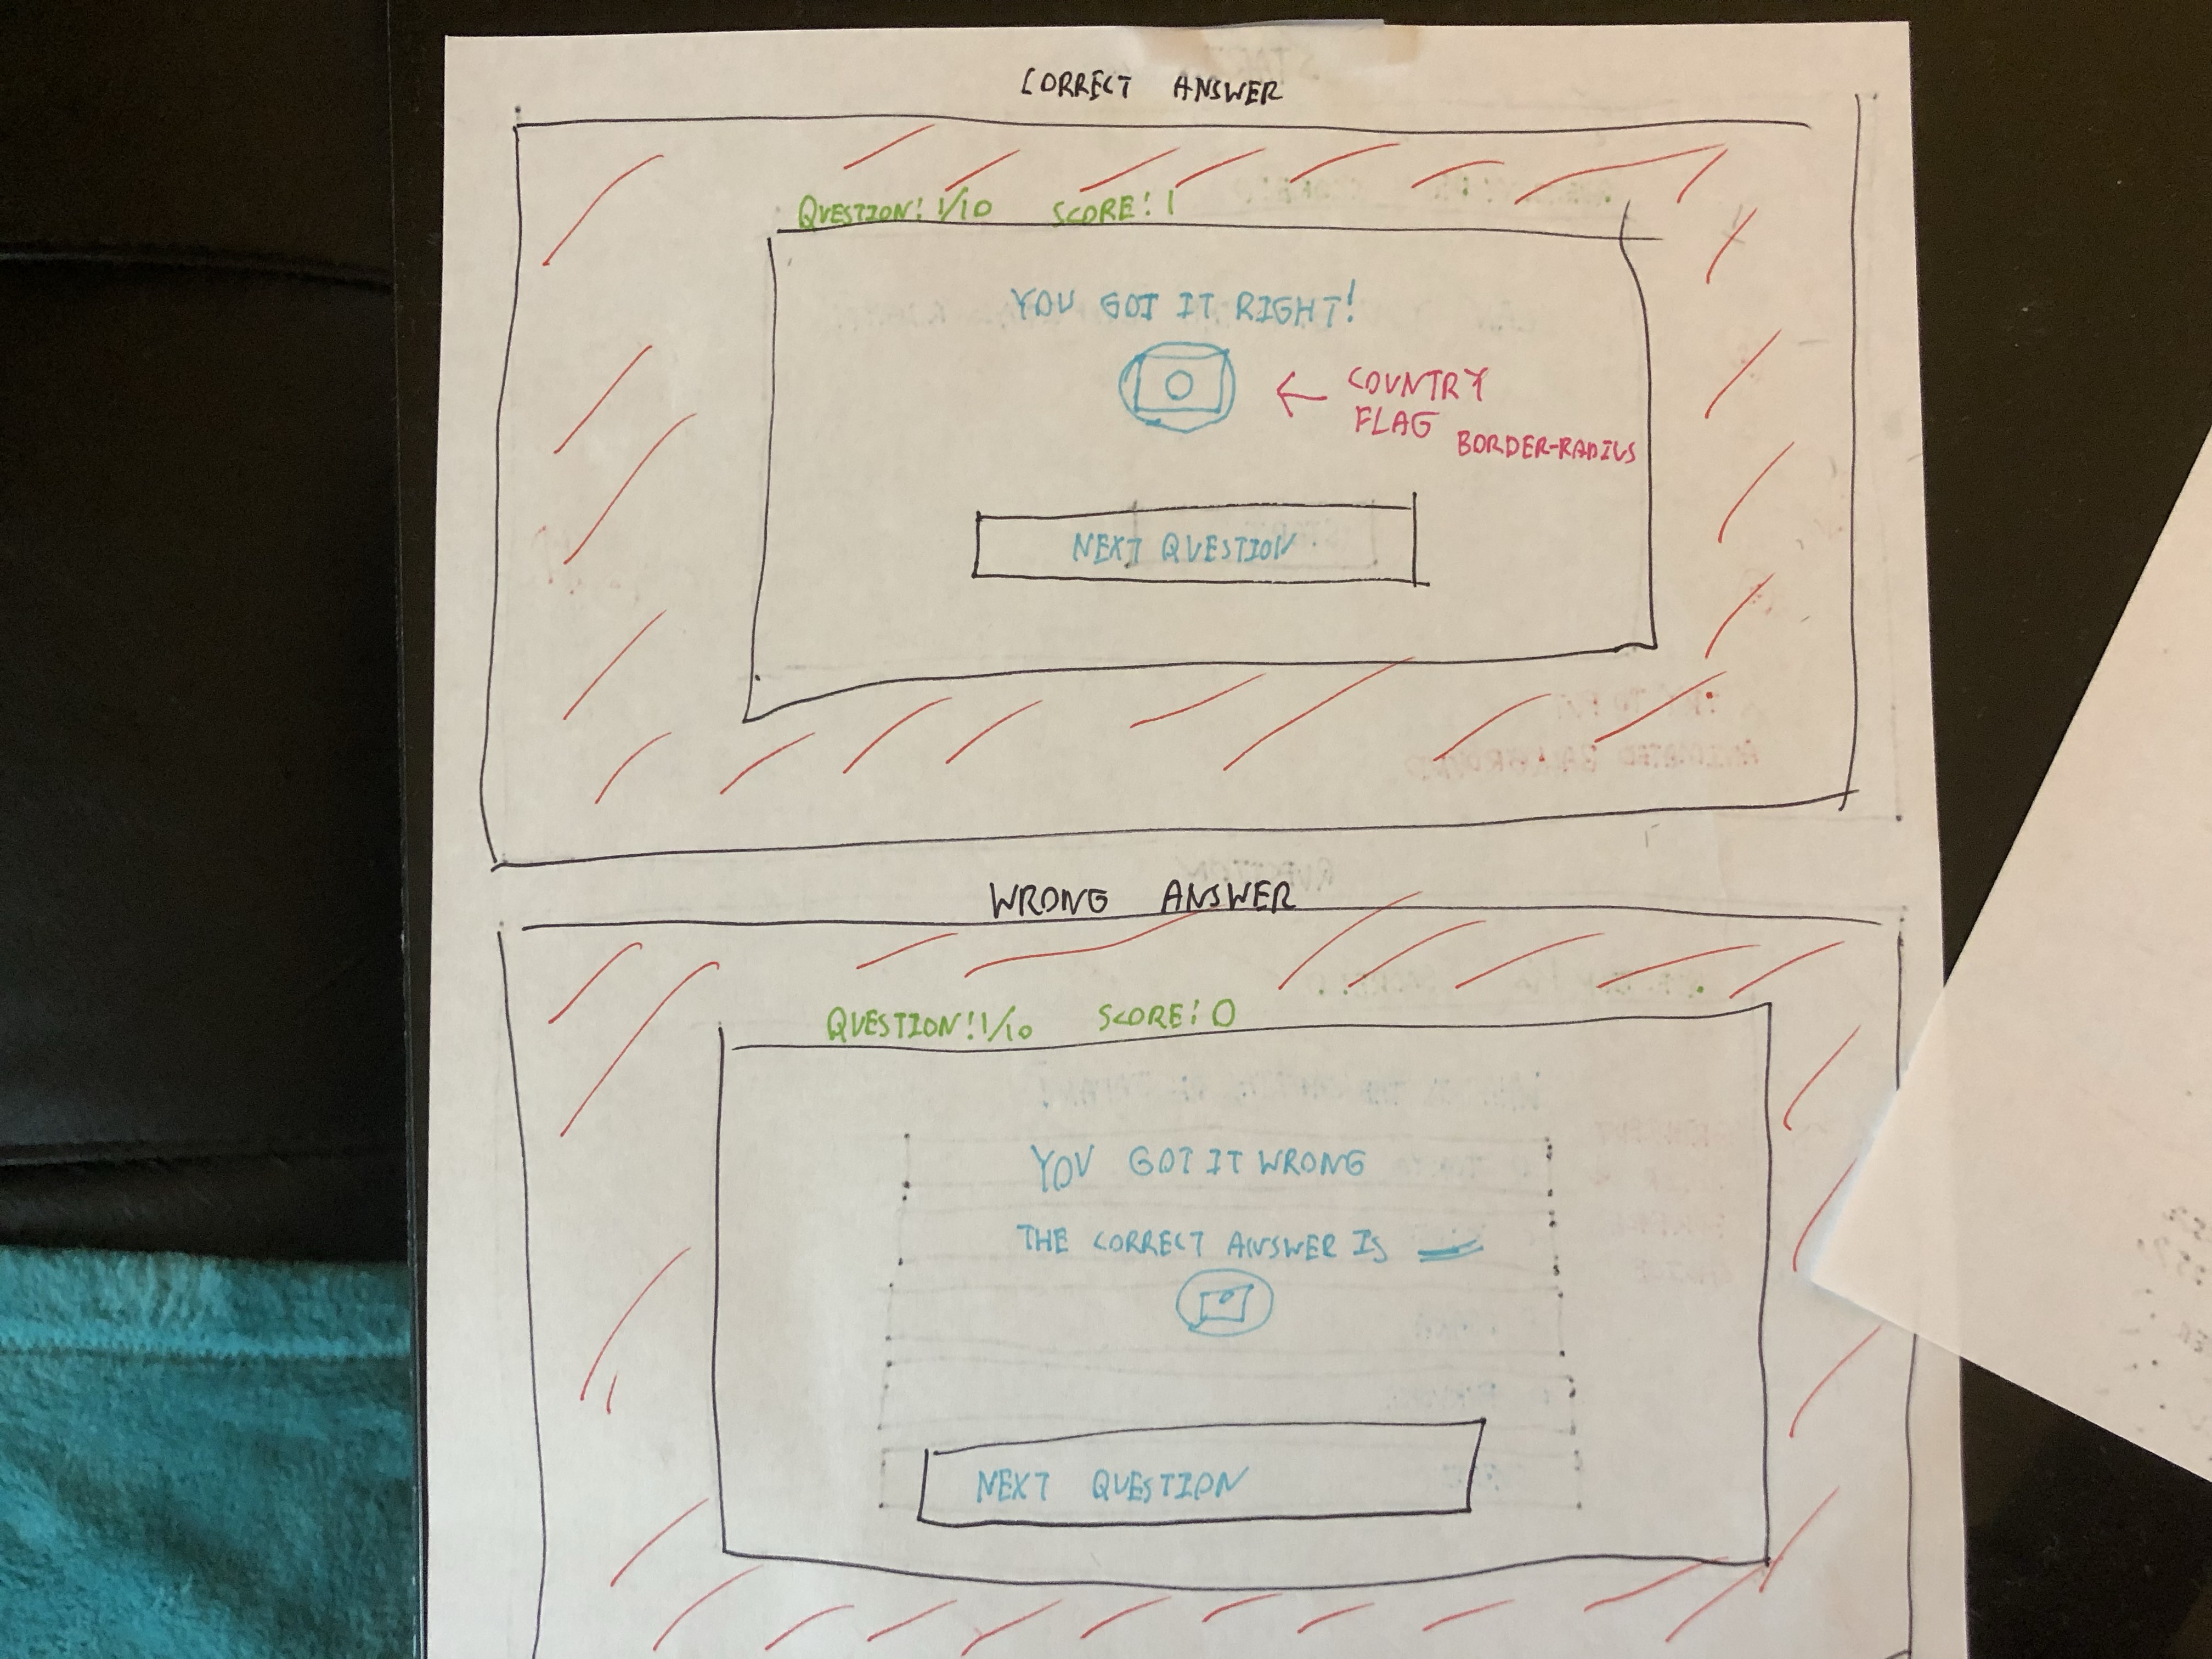 CORRECT ANSWER
QUESTION: 1/10 SCORE: 1
YOU GOT IT RIGHT!
COUNTRY
FLAG
BORDER-RADIUS
NEXT QUESTION
WRONG ANSWER
QUESTION: 1/10 SCORE: 0
YOU GOT IT WRONG
THE CORRECT ANSWER IS
NEXT QUESTION